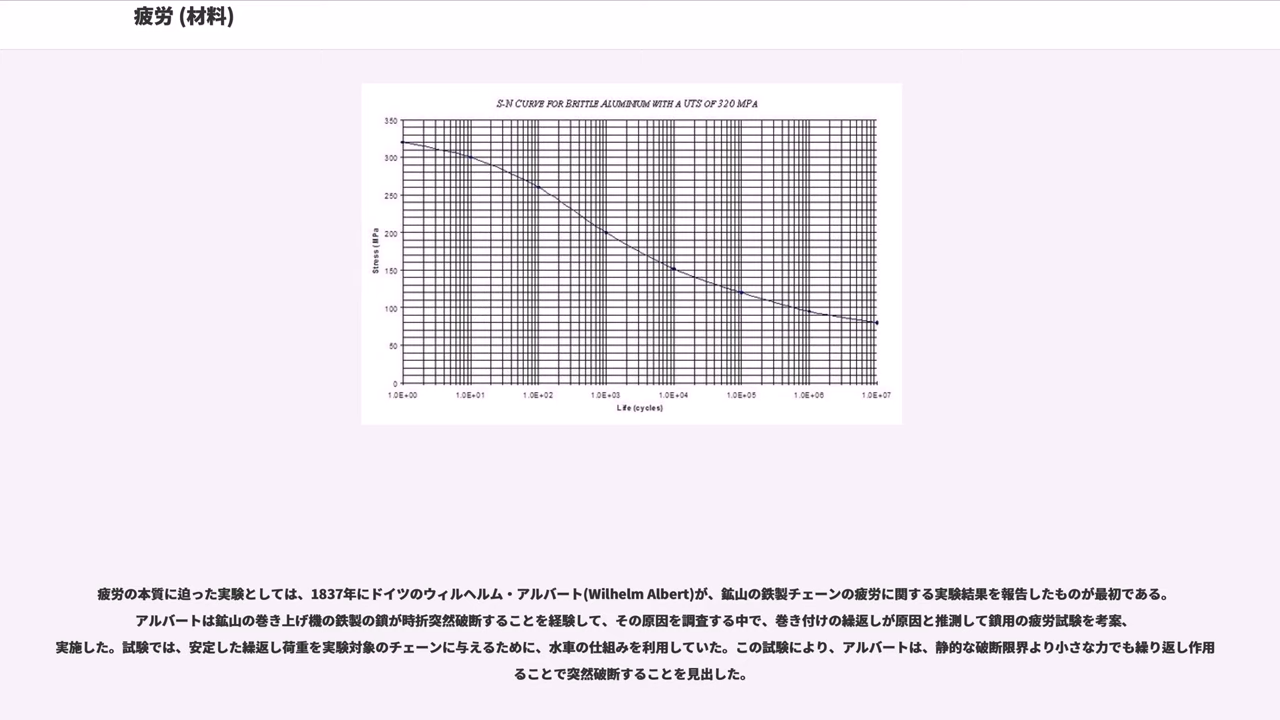 疲労 (材料)
S-N CURVE FOR BRITTLE ALUMINIUM WITH A UTS OF 320 MPA
350
300
250
200
150
100
50
0
Stress (MPa
1.0E+00 1.0E+01 1.0E+02 1.0E+03 1.0E+04 1.0E+05 1.0E+06 1.0E+07
Life (cycles)
疲労の本質に迫った実験としては、1837年にドイツのウィルヘルム・アルバート(Wilhelm Albert)が、鉱山の鉄製チェーンの疲労に関する実験結果を報告したものが最初である。
アルバートは鉱山の巻き上げ機の鉄製の鎖が時折突然破断することを経験して、その原因を調査する中で、巻き付けの繰返しが原因と推測して鎖用の疲労試験を考案、
実施した。試験では、安定した繰返し荷重を実験対象のチェーンに与えるために、水車の仕組みを利用していた。この試験により、アルバートは、静的な破断限界より小さな力でも繰り返し作用
ることで突然破断することを見出した。